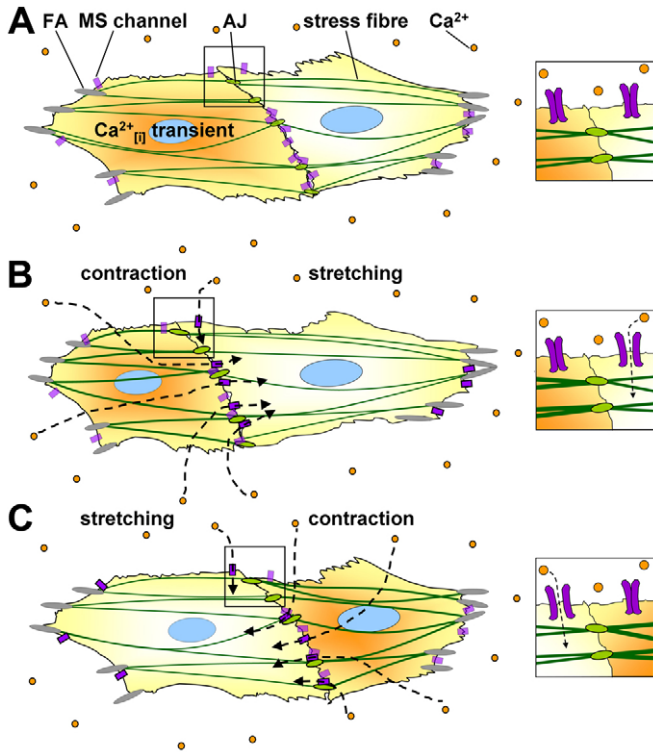 A FA MS channel AJ stress fibre Ca²⁺
Ca²⁺[i] transient
B contraction stretching
C stretching contraction